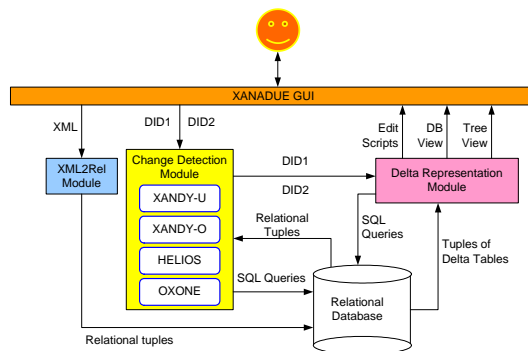 XANADUE GUI
XML
DID1
DID2
Edit
Scripts
DB
View
Tree
View
XML2Rel
Module
Change Detection
Module
XANDY-U
XANDY-O
HELIOS
OXONE
DID1
DID2
Delta Representation
Module
Relational
Tuples
SQL
Queries
Tuples of
Delta Tables
SQL Queries
Relational
Database
Relational tuples